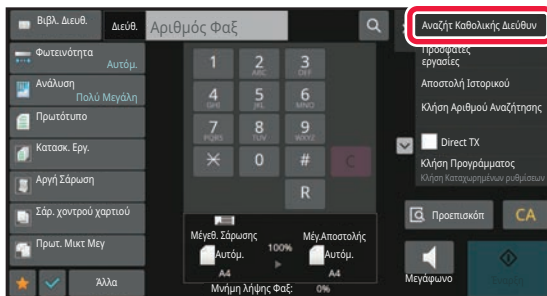 Βιβλ. Διευθ.
Διεύθ.
Αριθμός Φαξ
Αναζήτ Καθολικής Διεύθυν
Φωτεινότητα
Αυτόμ.
Ανάλυση
Πολύ Μεγάλη
Πρωτότυπο
Κατασκ. Εργ.
Αργή Σάρωση
Σάρ. χοντρού χαρτιού
Πρωτ. Μικτ Μεγ
Άλλα
1
2
ABC
3
DEF
4
GHI
5
JKL
6
MNO
7
PQRS
8
TUV
9
WXYZ
0
#
C
R
Μέγεθ. Σάρωσης
Αυτόμ.
A4
100%
Μέγ.Αποστολής
Αυτόμ.
A4
Μνήμη λήψης Φαξ: 0%
Πρόσφατες
εργασίες
Αποστολή Ιστορικού
Κλήση Αριθμού Αναζήτησης
Direct TX
Κλήση Προγράμματος
Κλήση Καταχωρημένων ρυθμίσεων
Προεπισκόπ
CA
Μεγάφωνο